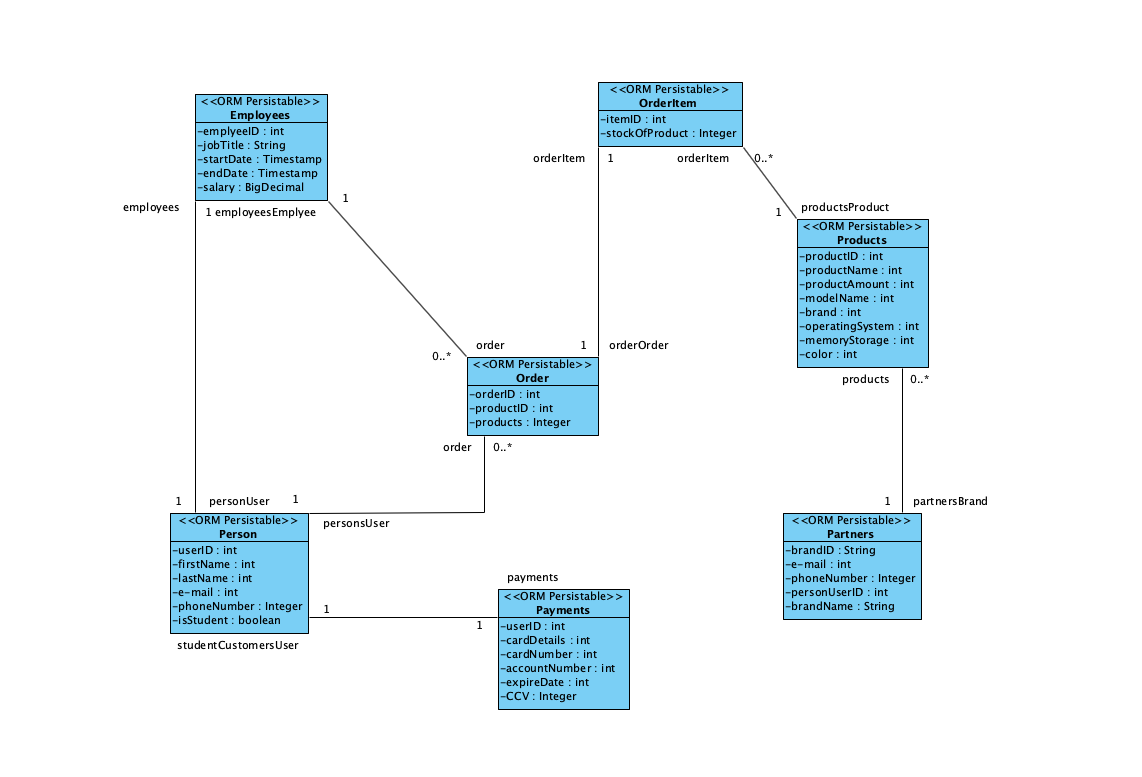 <<ORM Persistable>>
Employees
-emplyeeID : int
-jobTitle : String
-startDate : Timestamp
-endDate : Timestamp
-salary : BigDecimal
employees
1 employeesEmplyee
1
<<ORM Persistable>>
OrderItem
-itemID : int
-stockOfProduct : Integer
orderItem
1
orderItem
0..*
1
productsProduct
<<ORM Persistable>>
Products
-productID : int
-productName : int
-productAmount : int
-modelName : int
-brand : int
-operatingSystem : int
-memoryStorage : int
-color : int
products
0..*
0..*
order
1
orderOrder
<<ORM Persistable>>
Order
-orderID : int
-productID : int
-products : Integer
order
0..*
1
personUser
1
personsUser
<<ORM Persistable>>
Person
-userID : int
-firstName : int
-lastName : int
-e-mail : int
-phoneNumber : Integer
-isStudent : boolean
studentCustomersUser
1
1
payments
<<ORM Persistable>>
Payments
-userID : int
-cardDetails : int
-cardNumber : int
-accountNumber : int
-expireDate : int
-CCV : Integer
1
partnersBrand
<<ORM Persistable>>
Partners
-brandID : String
-e-mail : int
-phoneNumber : Integer
-personUserID : int
-brandName : String